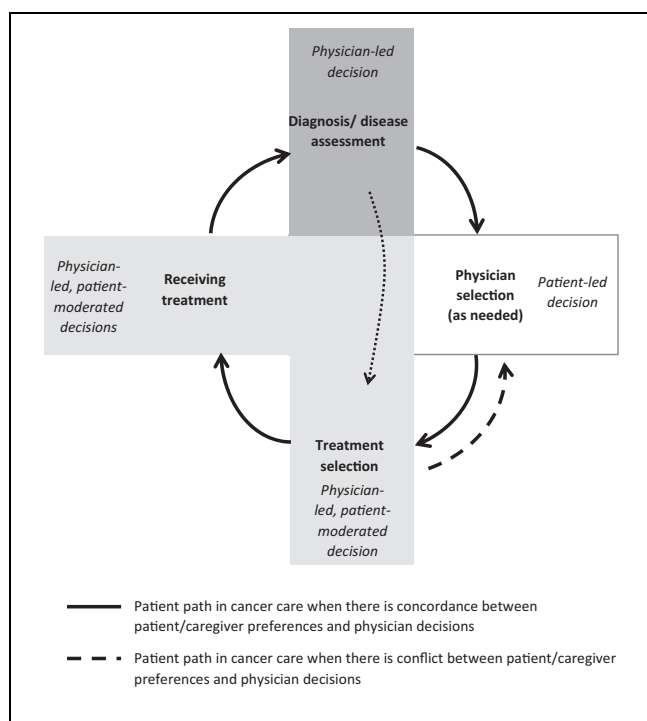 Physician-led
decision
Diagnosis/ disease
assessment
Physician-
led, patient-
moderated
decisions
Receiving
treatment
Physician
selection
(as needed)
Patient-led
decision
Treatment
selection
Physician-
led, patient-
moderated
decision
Patient path in cancer care when there is concordance between
patient/caregiver preferences and physician decisions
Patient path in cancer care when there is conflict between patient/caregiver
preferences and physician decisions